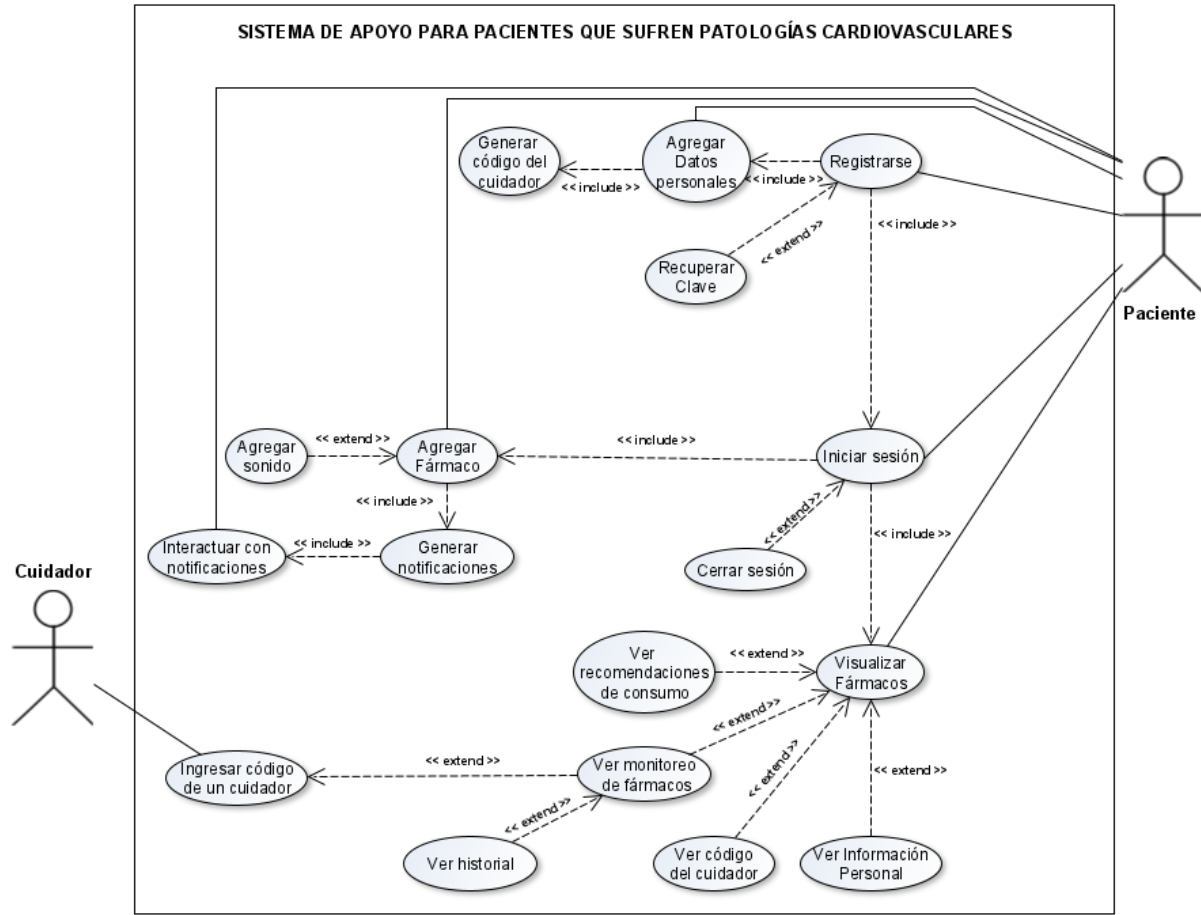 SISTEMA DE APOYO PARA PACIENTES QUE SUFREN PATOLOGÍAS CARDIOVASCULARES
Generar
código del
cuidador
<< include >>
Agregar
Datos
personales
<< include >>
Registrarse
<< include >>
<< extend >>
Recuperar
Clave
Paciente
Agregar
sonido
<< extend >>
Agregar
Fármaco
<< include >>
Iniciar sesión
<< include >>
Interactuar con
notificaciones
<< include >>
Generar
notificaciones
<< extend >>
Cerrar sesión
<< include >>
Cuidador
Ver
recomendaciones
de consumo
<< extend >>
Visualizar
Fármacos
<< extend >>
Ingresar código
de un cuidador
<< extend >>
Ver monitoreo
de fármacos
<< extend >>
<< extend >>
<< extend >>
Ver historial
Ver código
del cuidador
Ver Información
Personal